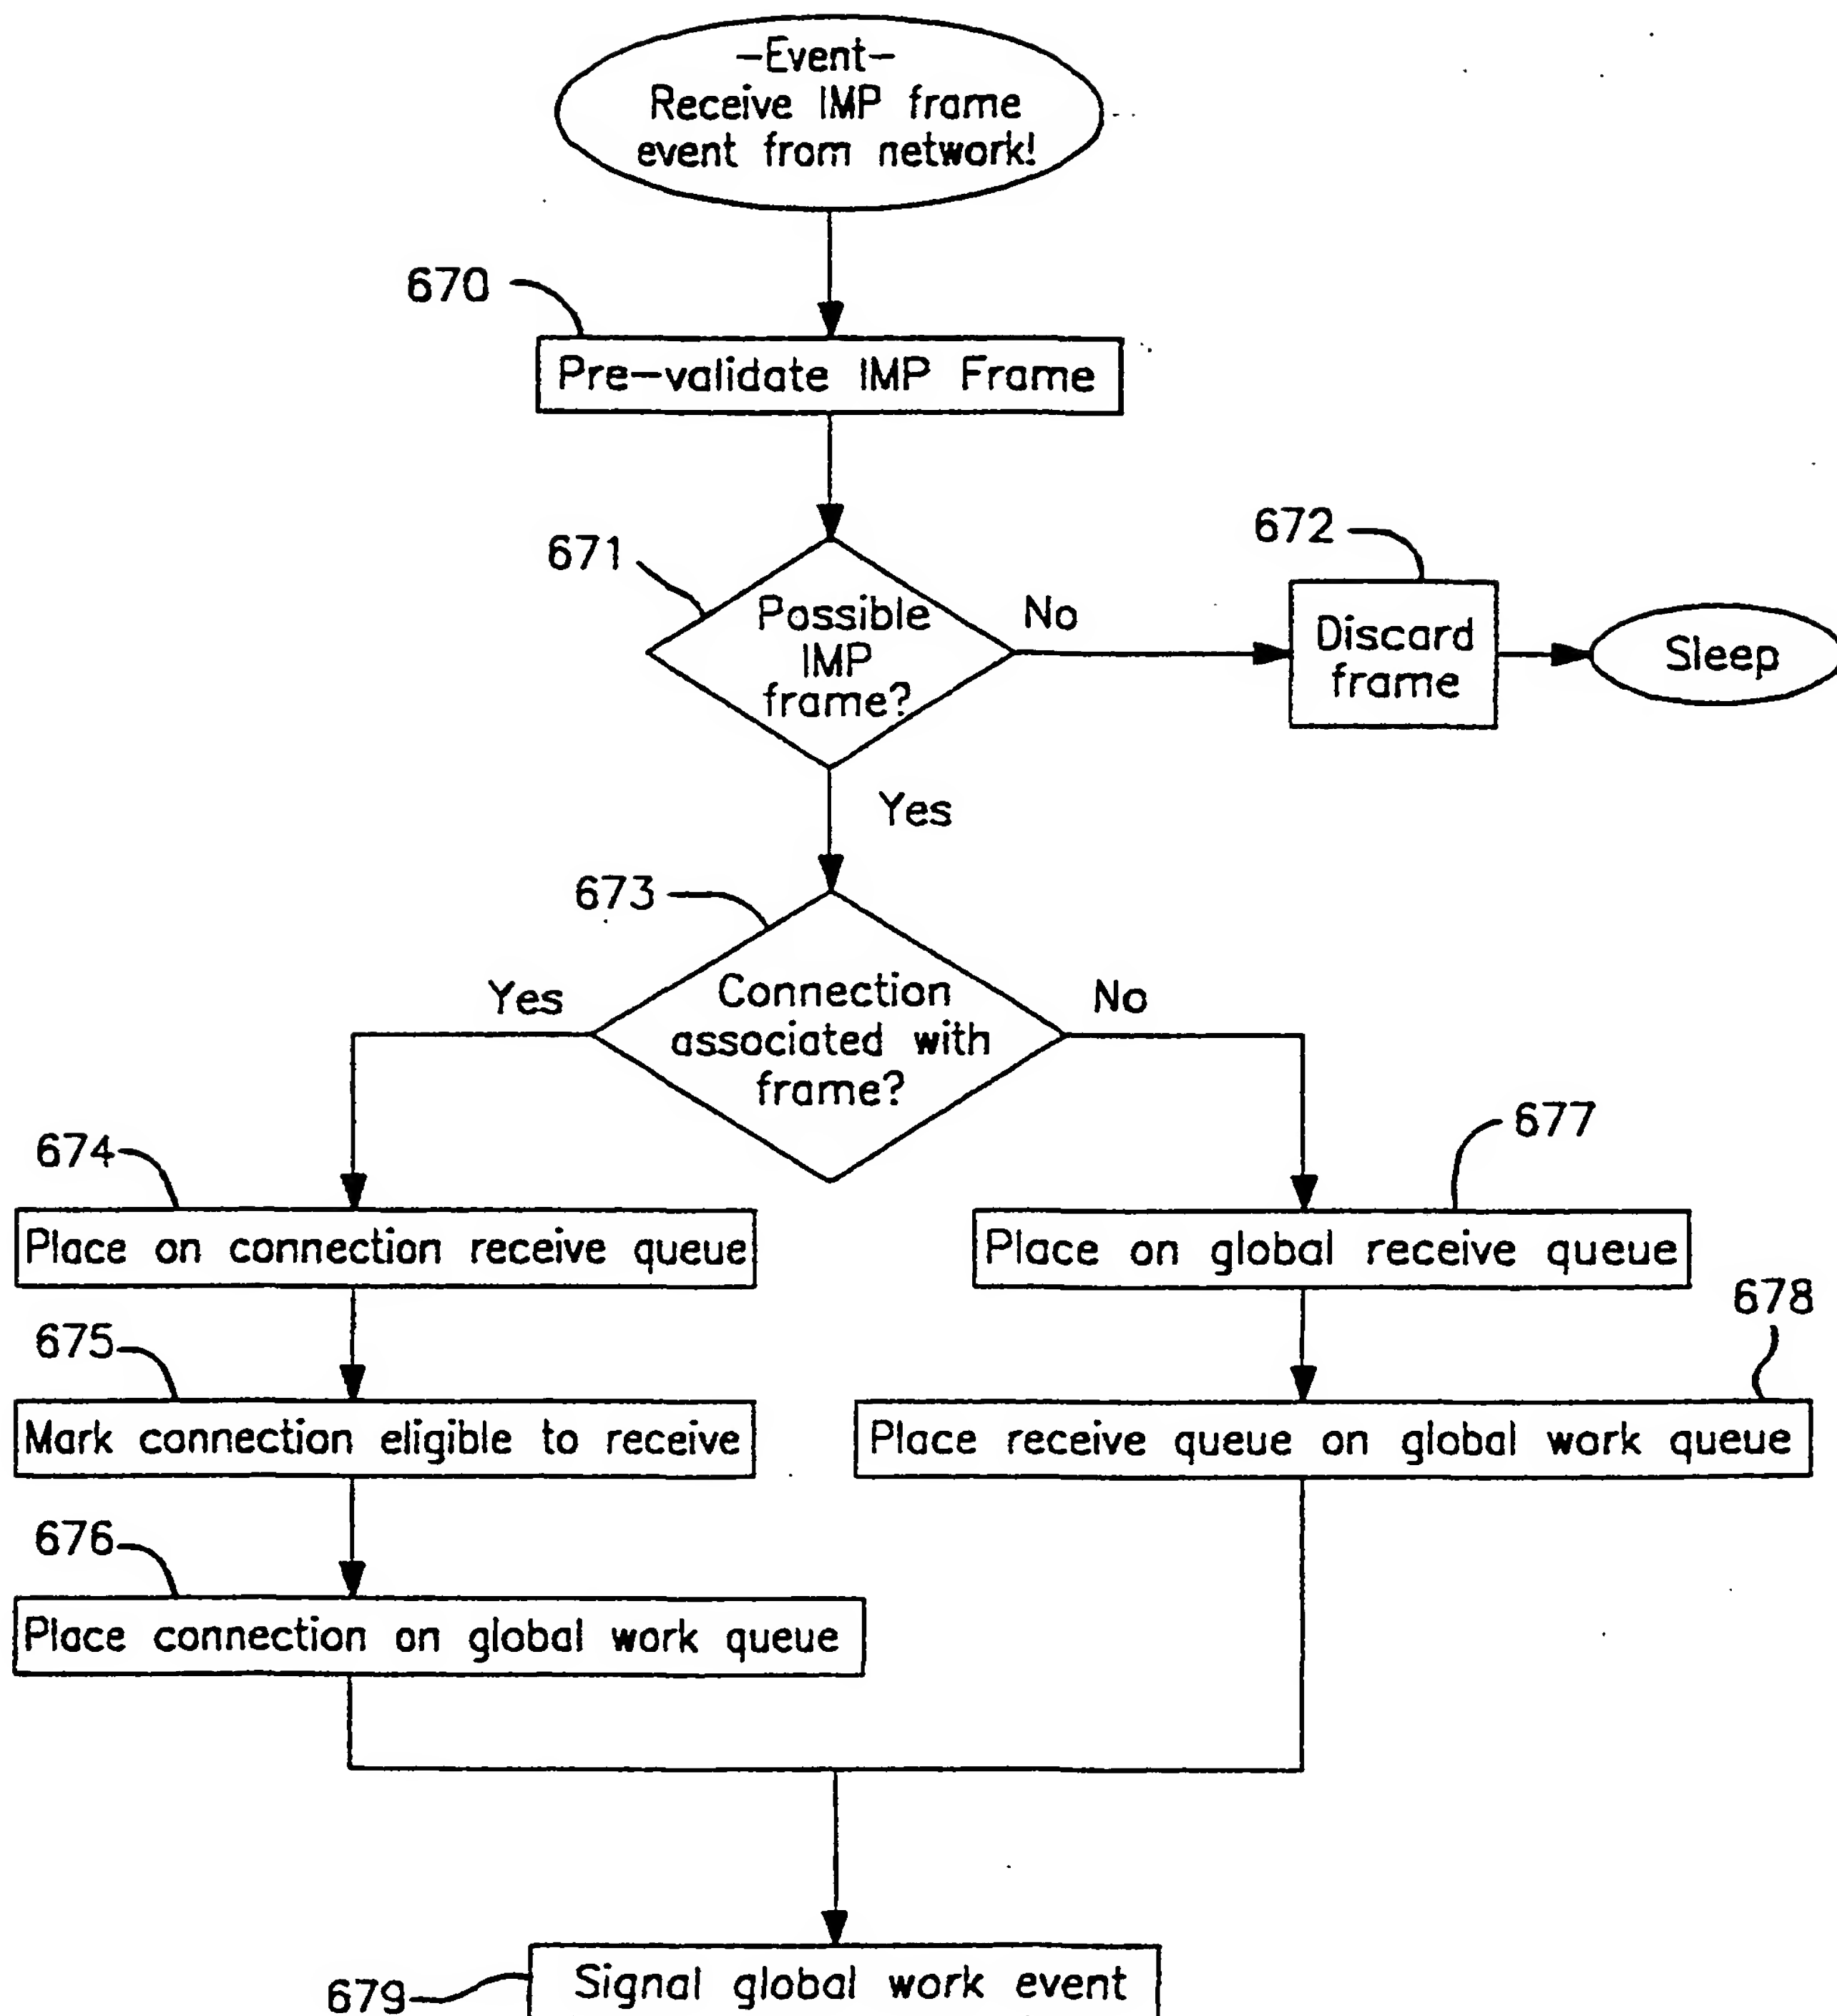 -Event-
Receive IMP frame
event from network!
670
Pre-validate IMP Frame
671
Possible
IMP
frame?
No
672
Discard
frame
Sleep
Yes
673
Connection
associated with
frame?
Yes
No
674
Place on connection receive queue
677
Place on global receive queue
675
Mark connection eligible to receive
678
Place receive queue on global work queue
676
Place connection on global work queue
679
Signal global work event